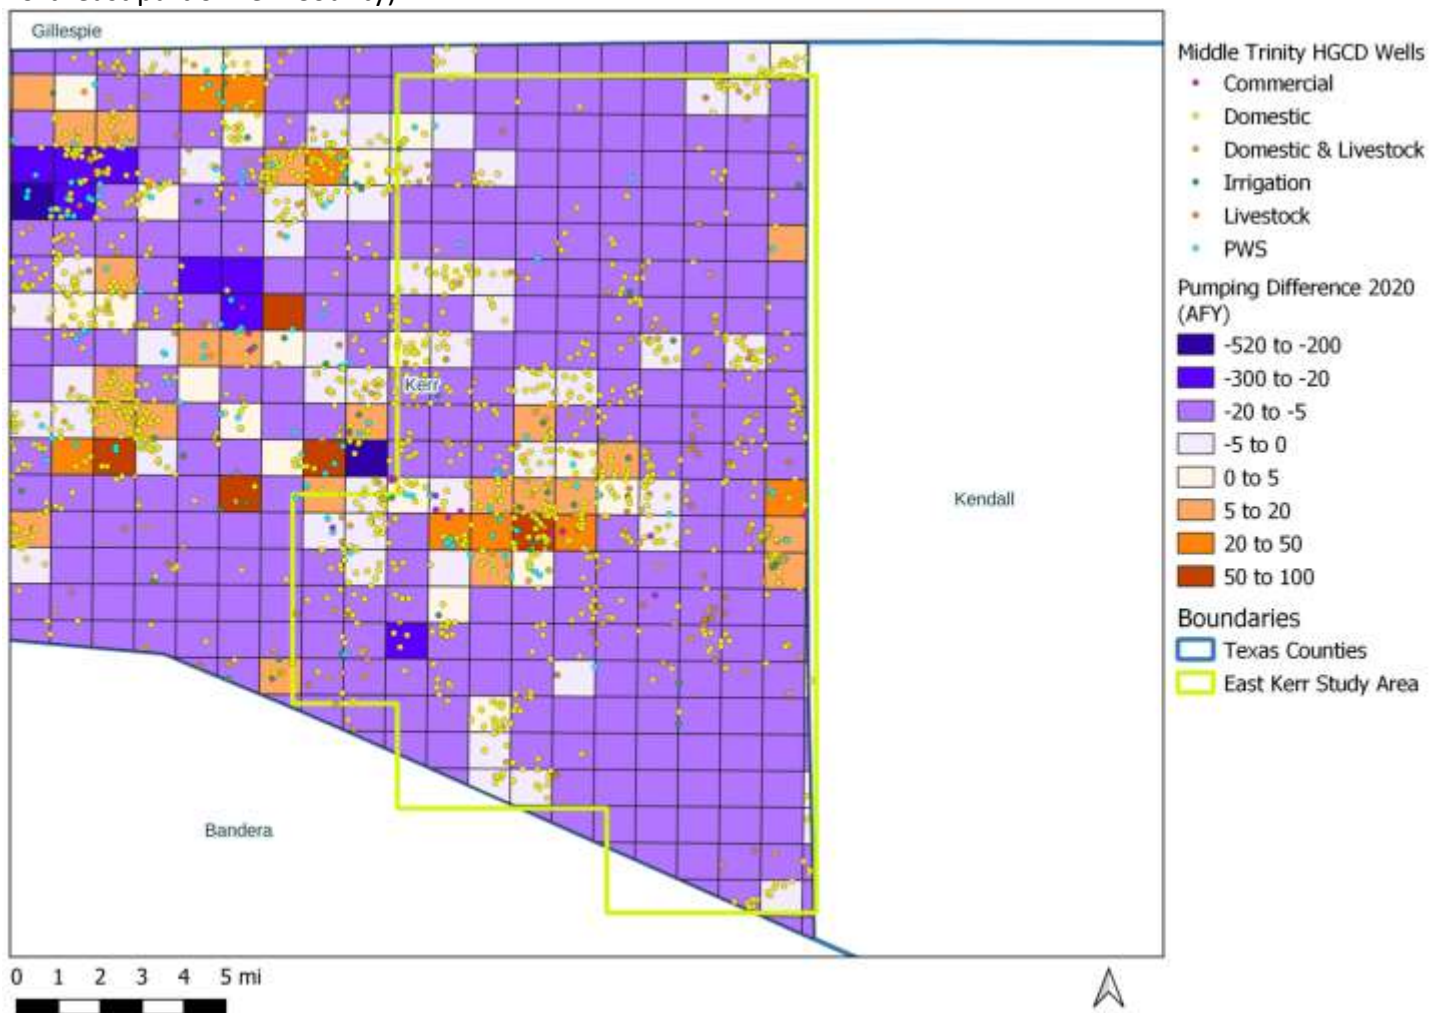 Gillespie
Kerr
Kendall
Bandera
0 1 2 3 4 5 mi
Middle Trinity HGCD Wells
Commercial
Domestic
Domestic & Livestock
Irrigation
Livestock
PWS
Pumping Difference 2020
(AFY)
-520 to -200
-300 to -20
-20 to -5
-5 to 0
0 to 5
5 to 20
20 to 50
50 to 100
Boundaries
Texas Counties
East Kerr Study Area